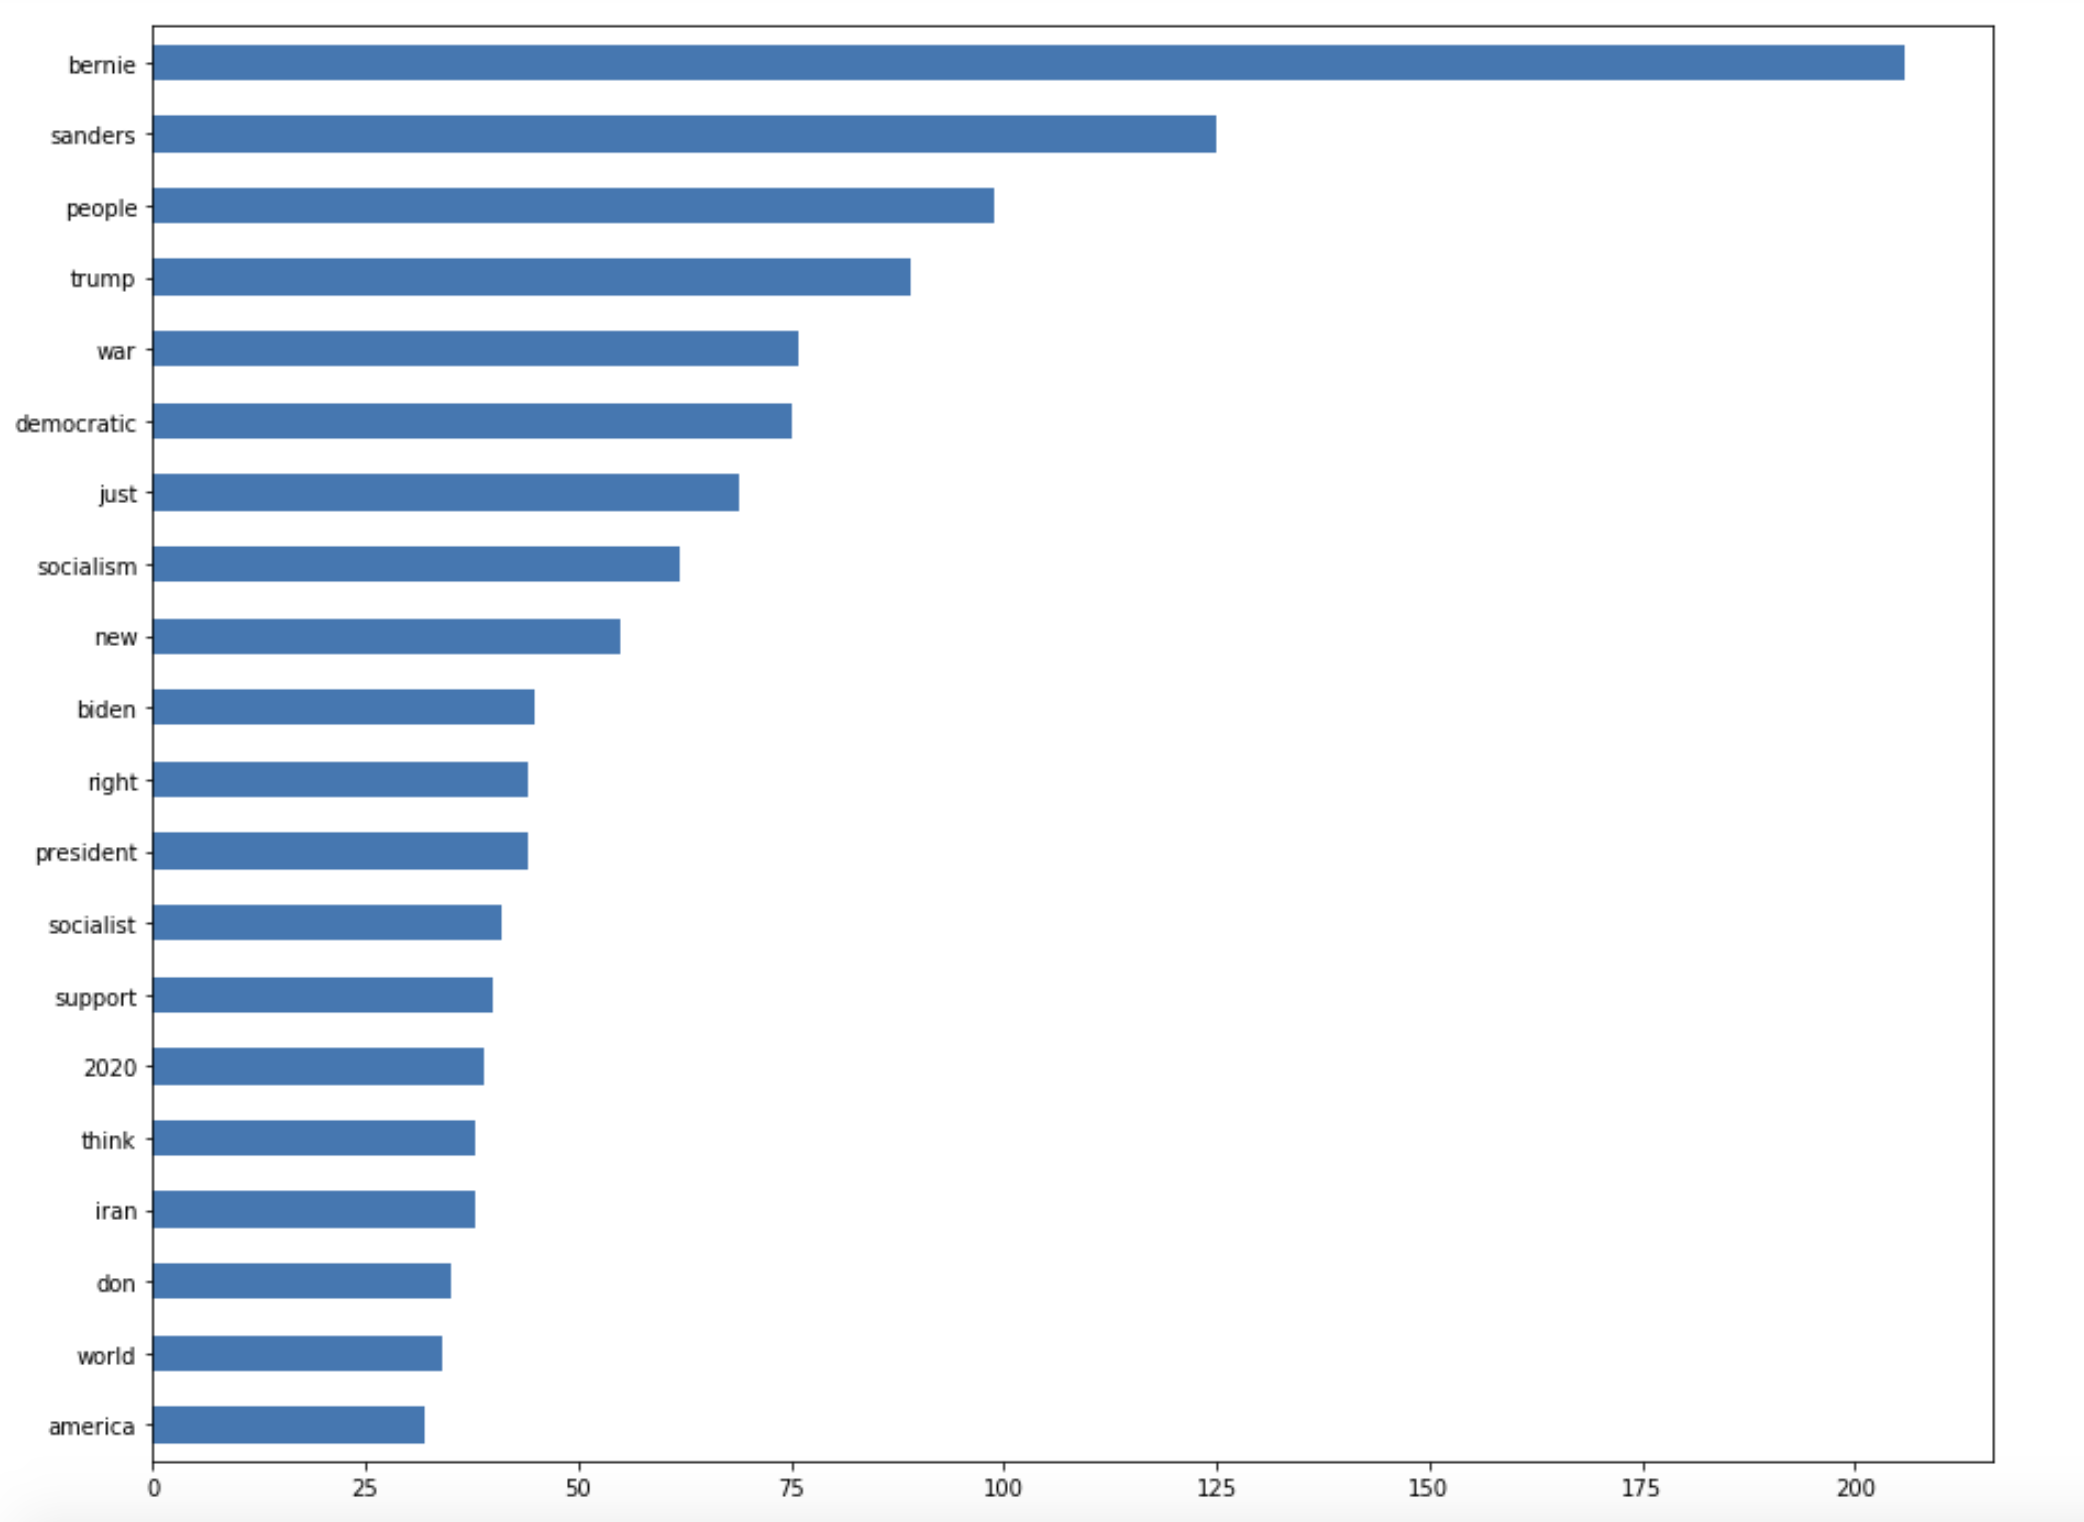 bernie
sanders
people
trump
war
democratic
just
socialism
new
biden
right
president
socialist
support
2020
think
iran
don
world
america
0 25 50 75 100 125 150 175 200